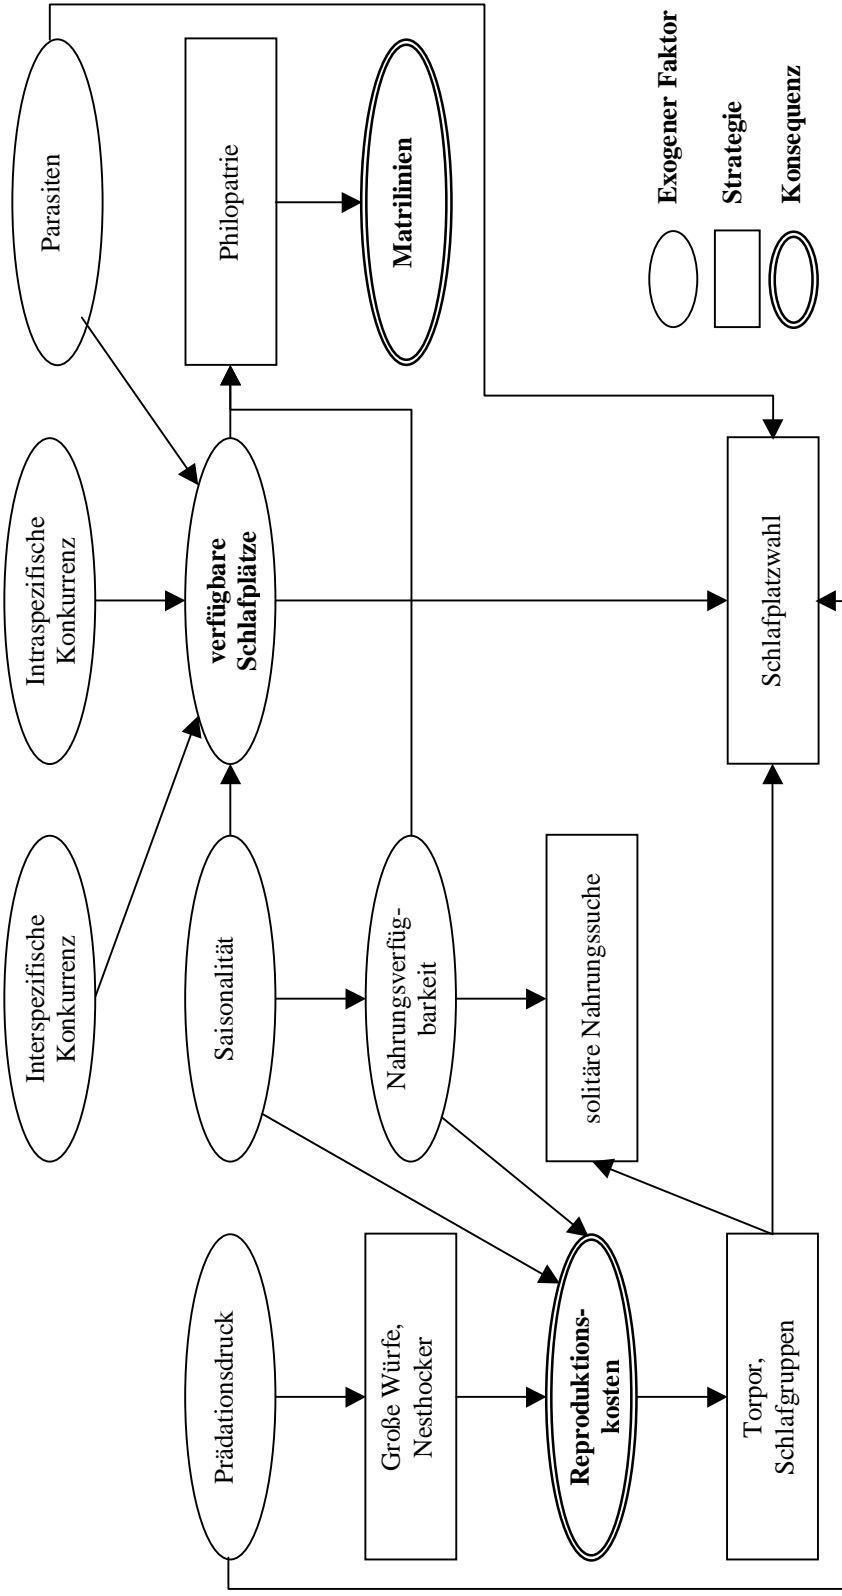 Parasiten
Philopatrie
Matrilinien
Intraspezifische
Konkurrenz
verfügbare
Schlafplätze
Schlafplatzwahl
Interspezifische
Konkurrenz
Saisonalität
Nahrungsverfüg-
barkeit
solitäre Nahrungssuche
Prädationsdruck
Große Würfe,
Nesthocker
Reproduktions-
kosten
Torpor,
Schlafgruppen
Exogener Faktor
Strategie
Konsequenz